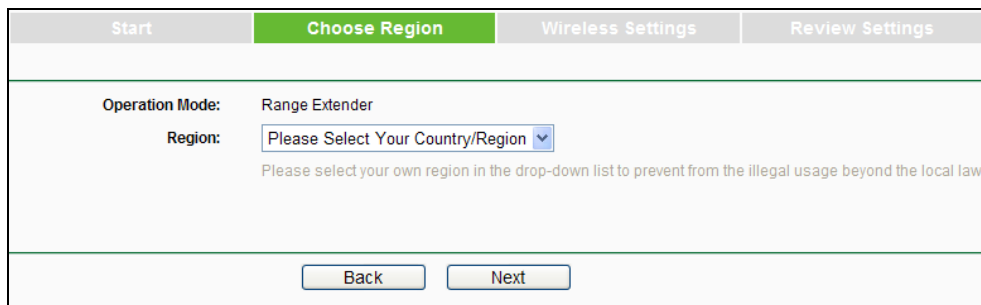 Start Choose Region Wireless Settings Review Settings
Operation Mode: Range Extender
Region: Please Select Your Country/Region
Please select your own region in the drop-down list to prevent from the illegal usage beyond the local law
Back Next